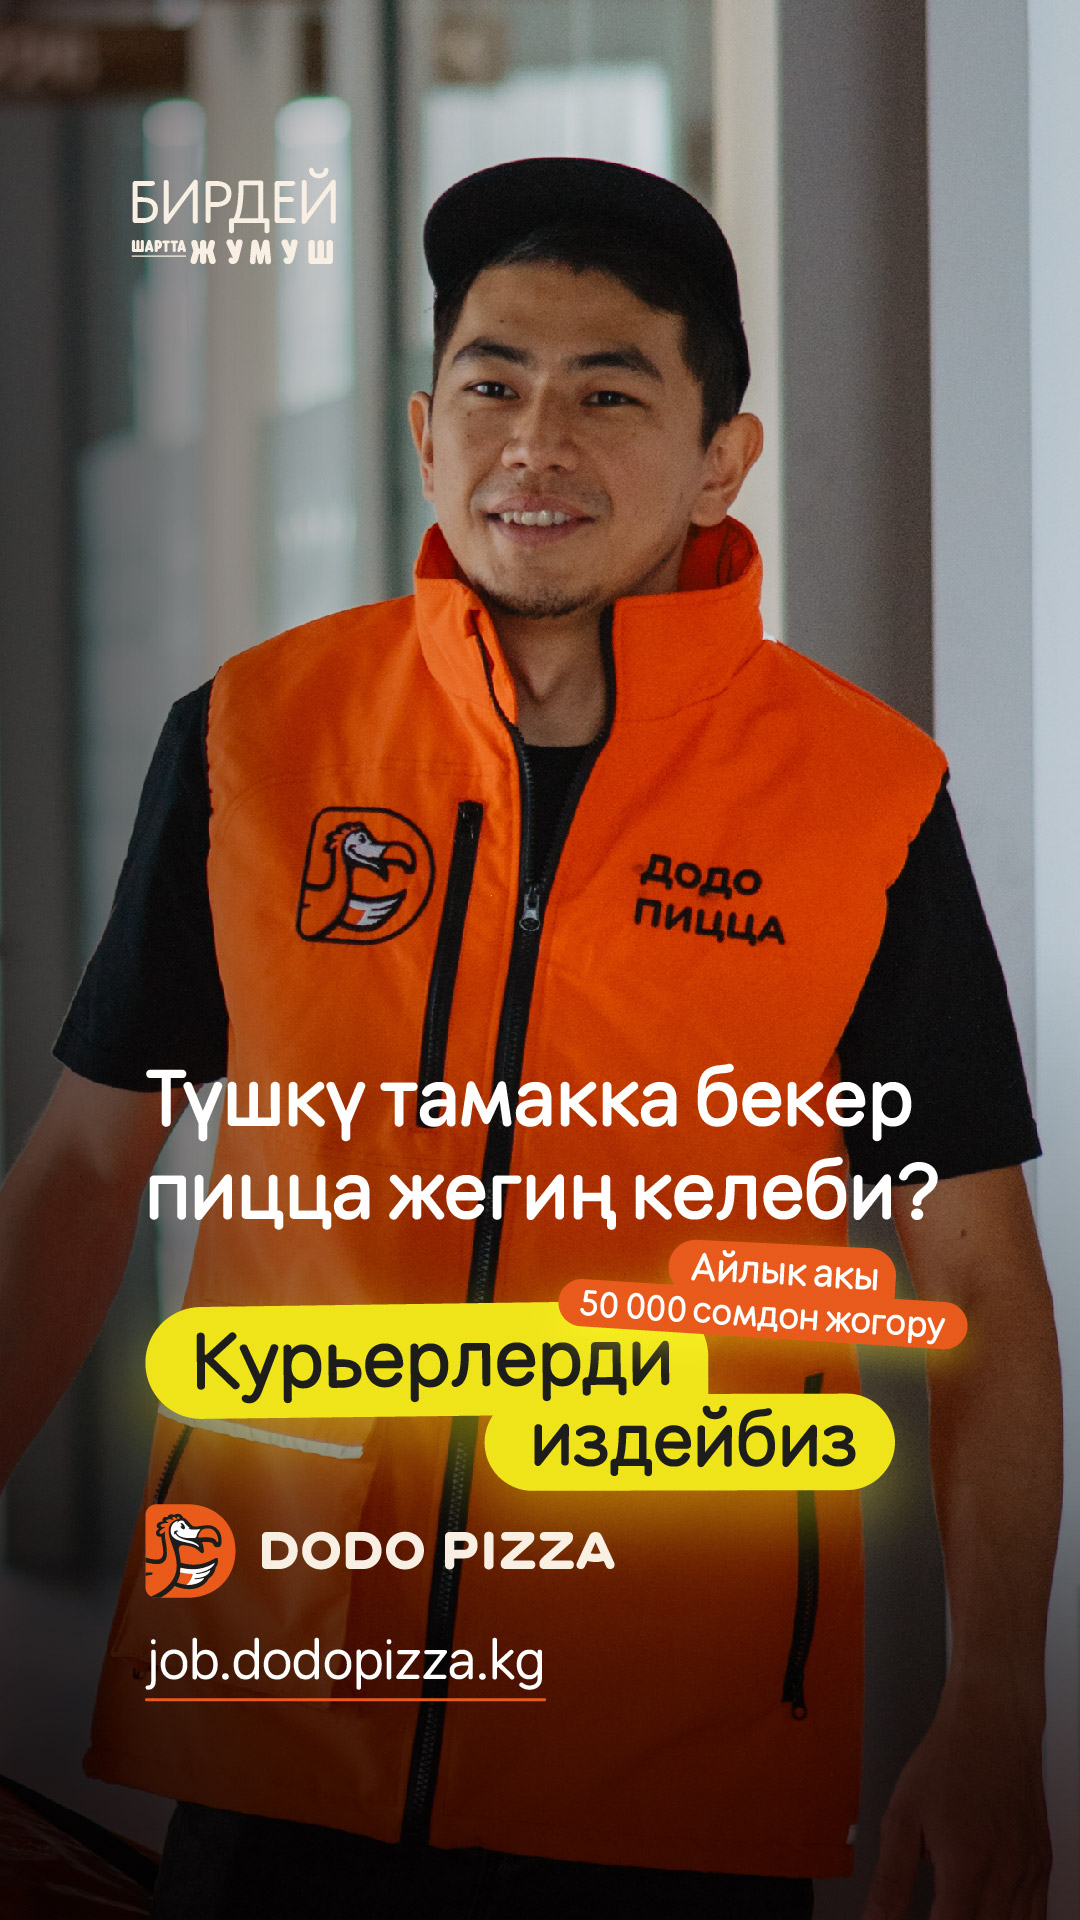 БИРДЕЙ
ШАРТТА ЖУМУШ
ДОДО
ПИЦЦА
Түшкү тамакка бекер
пицца жегиң келеби?
Айлык акы
50 000 сомдон жогору
Курьерлерди
издейбиз
DODO PIZZA
job.dodopizza.kg